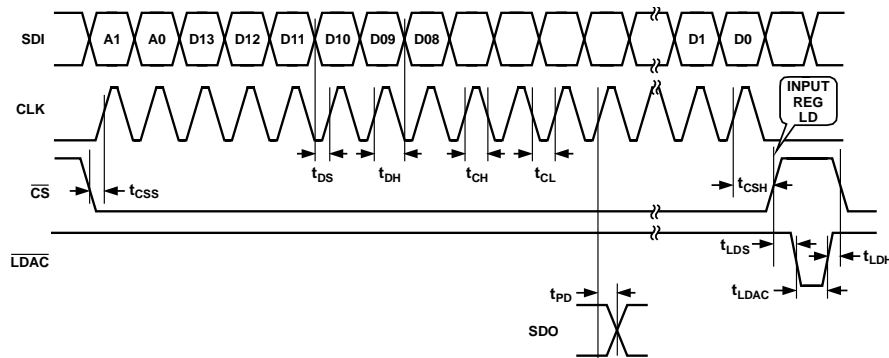 SDI A1 A0 D13 D12 D11 D10 D09 D08 D1 D0
CLK
INPUT
REG
LD
tDS tDH tCH tCL
CS tCSS tCSH
LDAC tLDS tLDH
tLDAC
tPD
SDO